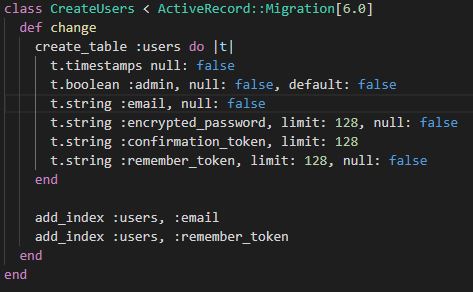 class CreateUsers < ActiveRecord::Migration[6.0]
  def change
    create_table :users do |t|
      t.timestamps null: false
      t.boolean :admin, null: false, default: false
      t.string :email, null: false
      t.string :encrypted_password, limit: 128, null: false
      t.string :confirmation_token, limit: 128
      t.string :remember_token, limit: 128, null: false
    end

    add_index :users, :email
    add_index :users, :remember_token
  end
end